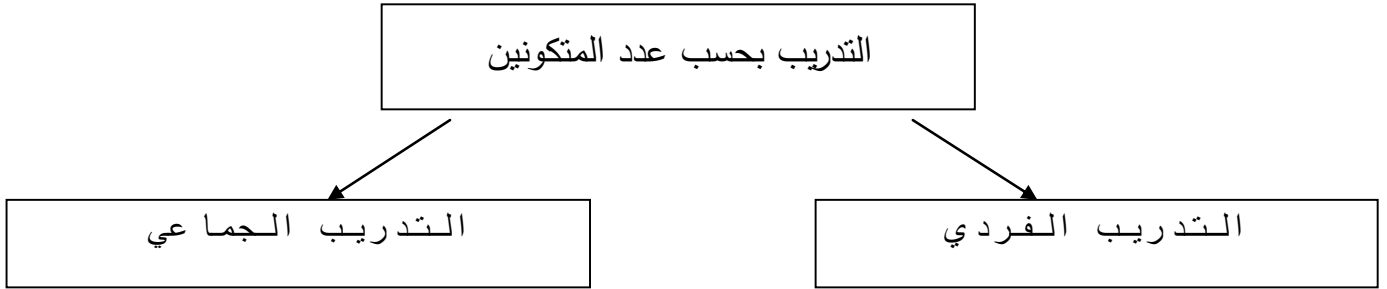 التدريب بحسب عدد المتكونين
التدريب الفردي
التدريب الجماعي